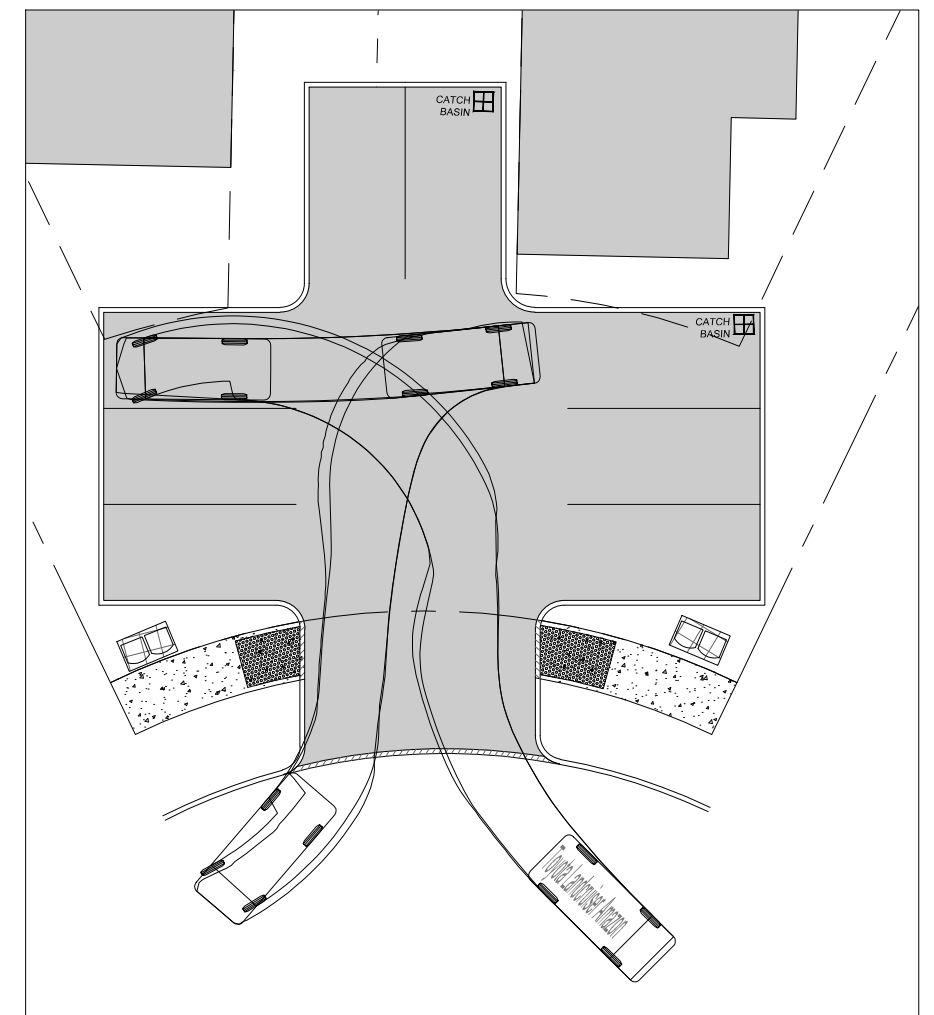 CATCH
BASIN
CATCH
BASIN
Toyota Landcruiser Amazon